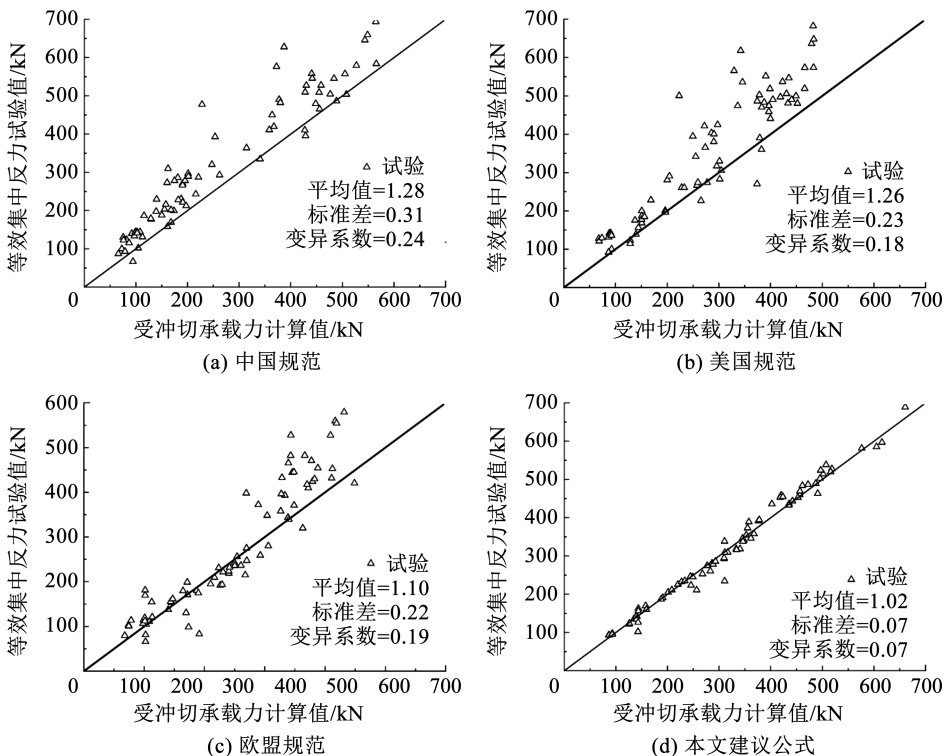 700
600
500
400
300
200
100
0
100
200
300
400
500
600
700
等效集中反力试验值/kN
试验
平均值=1.28
标准差=0.31
变异系数=0.24
受冲切承载力计算值/kN
(a) 中国规范
700
600
500
400
300
200
100
0
100
200
300
400
500
600
700
等效集中反力试验值/kN
试验
平均值=1.26
标准差=0.23
变异系数=0.18
受冲切承载力计算值/kN
(b) 美国规范
600
500
400
300
200
100
0
100
200
300
400
500
600
700
等效集中反力试验值/kN
试验
平均值=1.10
标准差=0.22
变异系数=0.19
受冲切承载力计算值/kN
(c) 欧盟规范
700
600
500
400
300
200
100
0
100
200
300
400
500
600
700
等效集中反力试验值/kN
试验
平均值=1.02
标准差=0.07
变异系数=0.07
受冲切承载力计算值/kN
(d) 本文建议公式